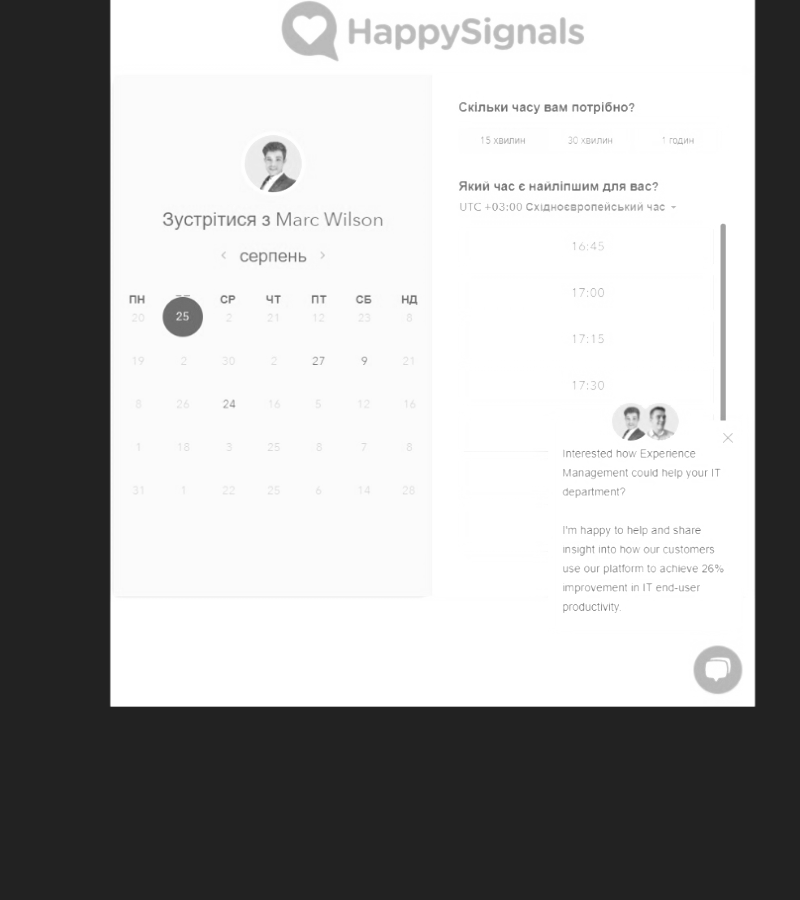 HappySignals
Зустрітися з Marc Wilson
серпень
ПН СР ЧТ ПТ СБ НД
20 25 2 21 12 23 8
19 2 30 2 27 9 21
8 26 24 16 5 12 16
1 18 3 25 8 7 8
31 1 22 25 6 14 28
Скільки часу вам потрібно?
15 хвилин 30 хвилин 1 годин
Який час є найліпшим для вас?
UTC +03:00 Східноєвропейський час
16:45
17:00
17:15
17:30
Interested how Experience
Management could help your IT
department?
I'm happy to help and share
insight into how our customers
use our platform to achieve 26%
improvement in IT end-user
productivity.